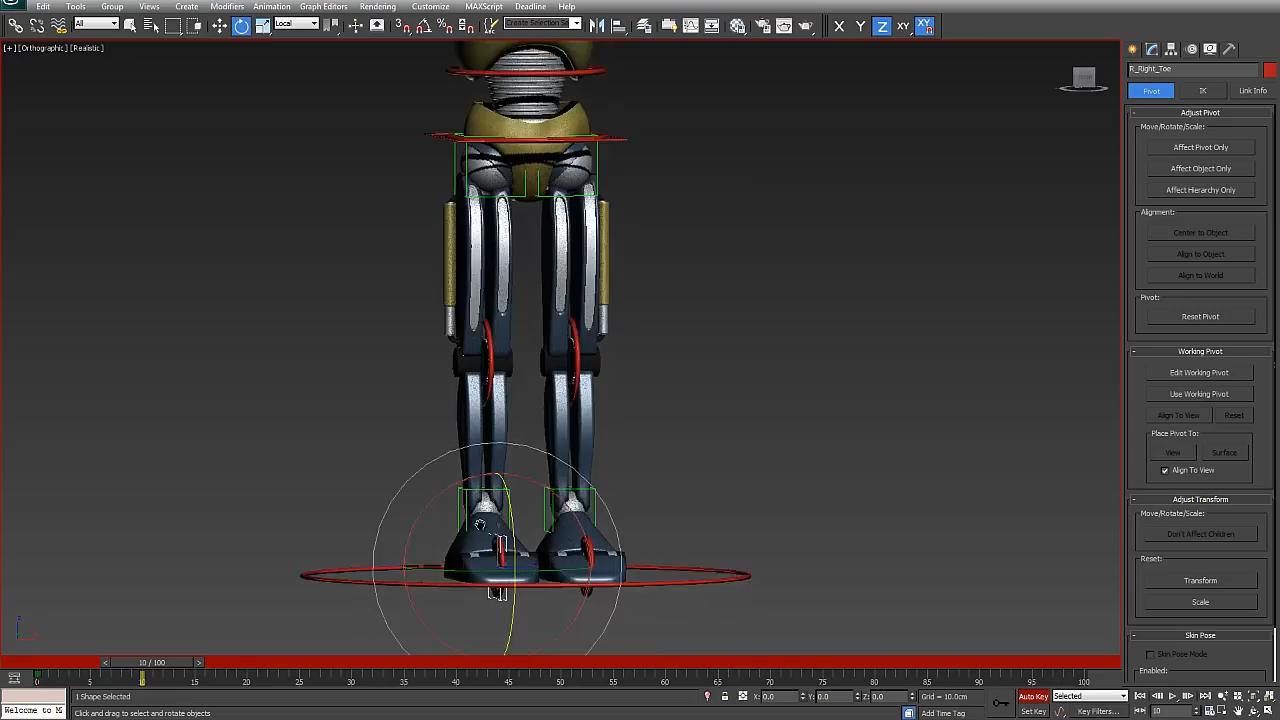 Edit Tools Group Views Create Modifiers Animation Graph Editors Rendering Customize MAXScript Deadline Help
All Local Create Selection Se X Y Z XY XY
[+] [Orthographic] [Realistic]
R_Right_Toe
Pivot Info
- Adjust Pivot
Move/Rotate/Scale:
Affect Pivot Only
Affect Object Only
Affect Hierarchy Only
Alignment:
Center to Object
Align to Object
Align to World
Pivot:
Reset Pivot
- Working Pivot
Edit Working Pivot
Use Working Pivot
Align To View Reset
Place Pivot To:
View Surface
Align To View
- Adjust Transform
Move/Rotate/Scale:
Don't Affect Children
Reset:
Transform
Scale
- Skin Pose
Skin Pose Mode
Enabled:
< 10 / 100 >
0 5 10 15 20 25 30 35 40 45 50 55 60 65 70 75 80 85 90 95 100
1 Shape Selected X: 0.0 Y: 0.0 Z: 0.0 Grid = 10.0cm Auto Key Selected
Welcome to M Click and drag to select and rotate objects Add Time Tag Set Key Key Filters... 10